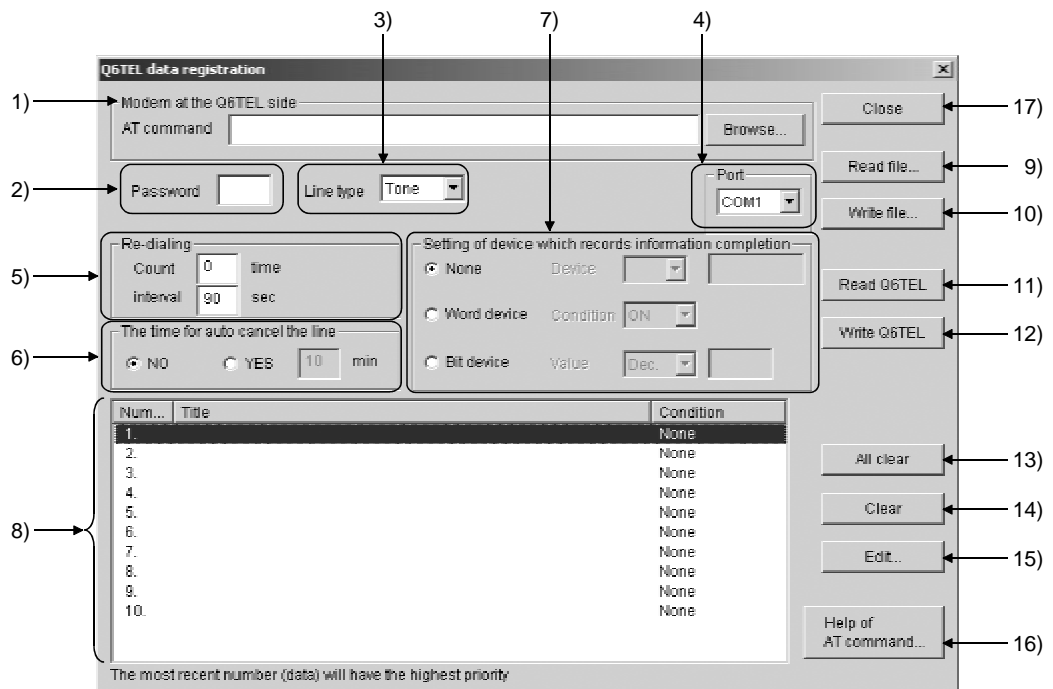 3)
7)
4)
Q6TEL data registration
1)
Modem at the Q6TEL side
AT command
Browse...
Close
17)
2)
Password
Line type
Tone
Port
COM1
Read file...
9)
Write file...
10)
5)
Re-dialing
Count
0
time
interval
90
sec
Setting of device which records information completion
None
Device
Word device
Condition
ON
Bit device
Value
Dec.
Read Q6TEL
11)
Write Q6TEL
12)
6)
The time for auto cancel the line
NO
YES
10
min
8)
Num...
Title
Condition
1. None
2. None
3. None
4. None
5. None
6. None
7. None
8. None
9. None
10. None
All clear
13)
Clear
14)
Edit...
15)
Help of
AT command...
16)
The most recent number (data) will have the highest priority